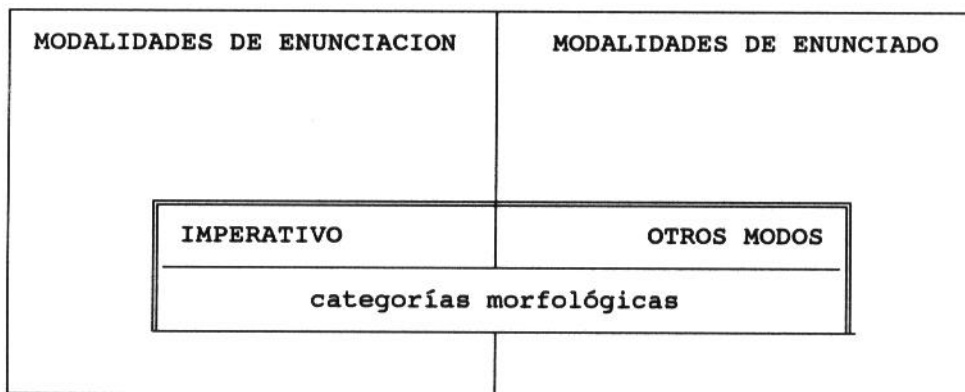 MODALIDADES DE ENUNCIACION
MODALIDADES DE ENUNCIADO
IMPERATIVO
OTROS MODOS
categorías morfológicas